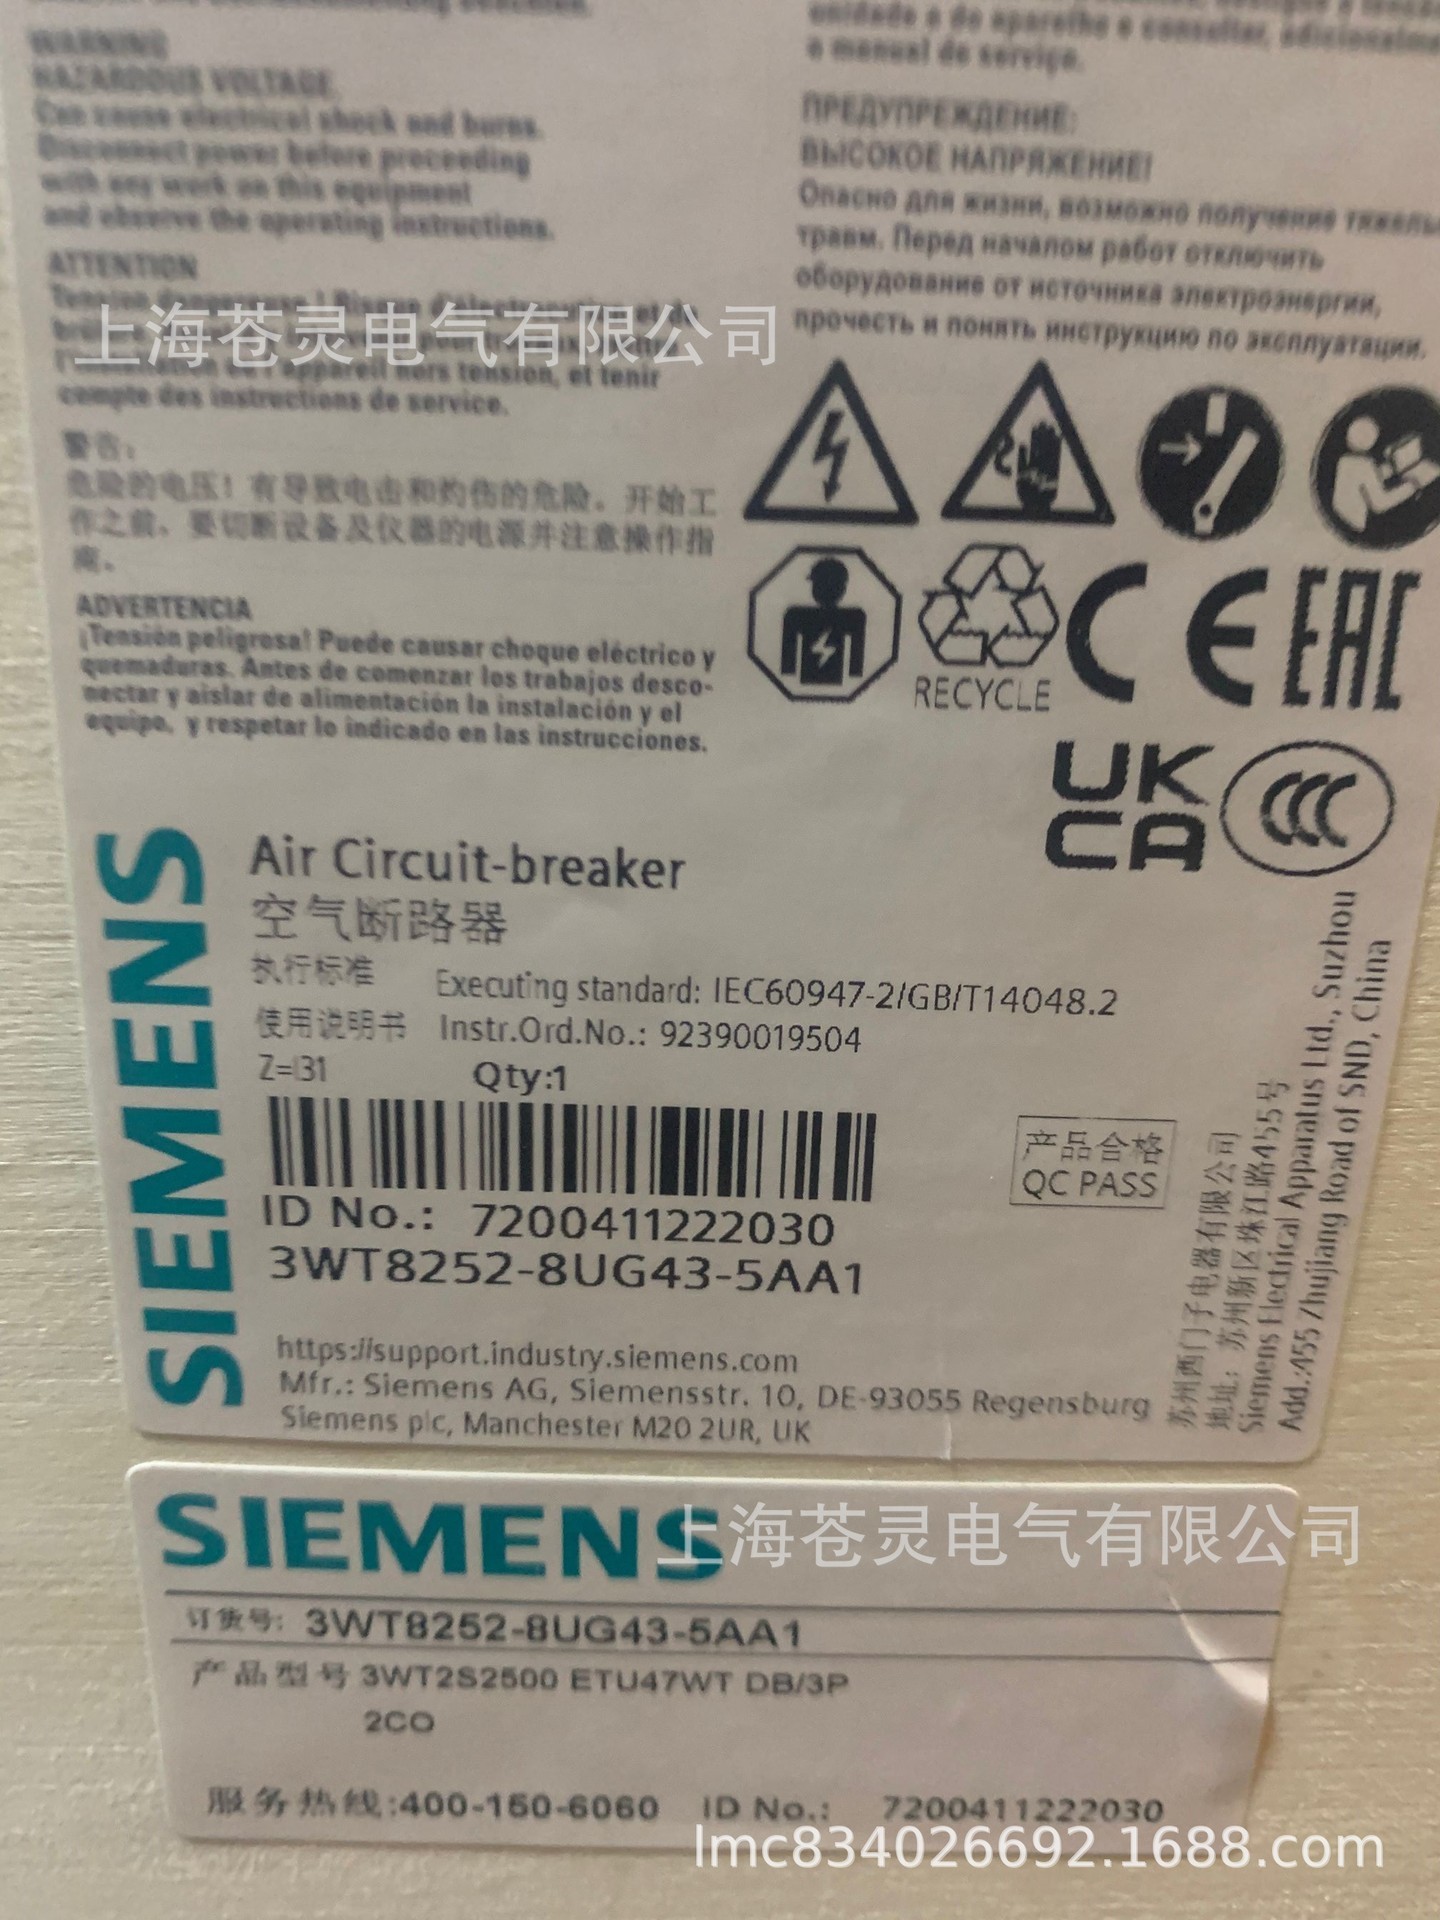 WARNING
HAZARDOUS VOLTAGE.
Can cause electrical shock and burns.
Disconnect power before proceeding
with any work on this equipment
and observe the operating instructions.
ATTENTION
compte des instructions de service.
警告：
危险的电压！有导致电击和灼伤的危险。开始工
作之前，要切断设备及仪器的电源并注意操作指
南。
ADVERTENCIA
¡Tensión peligrosa! Puede causar choque eléctrico y
quemaduras. Antes de comenzar los trabajos desco-
nectar y aislar de alimentación la instalación y el
equipo, y respetar lo indicado en las instrucciones.
unidade o do aparelho e consultar,
o manual de serviço.
ПРЕДУПРЕЖДЕНИЕ:
ВЫСОКОЕ НАПРЯЖЕНИЕ!
Опасно для жизни, возможно получение
травм. Перед началом работ отключить
оборудование от источника электроэнергии,
прочесть и понять инструкцию по эксплуатации.
上海苍灵电气有限公司
RECYCLE
CE EAC
UK
CA
CCC
SIEMENS
Air Circuit-breaker
空气断路器
执行标准 Executing standard: IEC60947-2/GB/T14048.2
使用说明书 Instr.Ord.No.: 92390019504
Z=I31 Qty:1
产品合格
QC PASS
ID No.: 7200411222030
3WT8252-8UG43-5AA1
https://support.industry.siemens.com
Mfr.: Siemens AG, Siemensstr. 10, DE-93055 Regensburg
Siemens plc, Manchester M20 2UR, UK
苏州西门子电器有限公司
地址：苏州新区珠江路455号
Siemens Electrical Apparatus Ltd., Suzhou
Add.:455 Zhujiang Road of SND, China
SIEMENS
上海苍灵电气有限公司
订货号: 3WT8252-8UG43-5AA1
产品型号 3WT2S2500 ETU47WT DB/3P
2CO
服务热线:400-150-6060 ID No.: 7200411222030
lmc834026692.1688.com